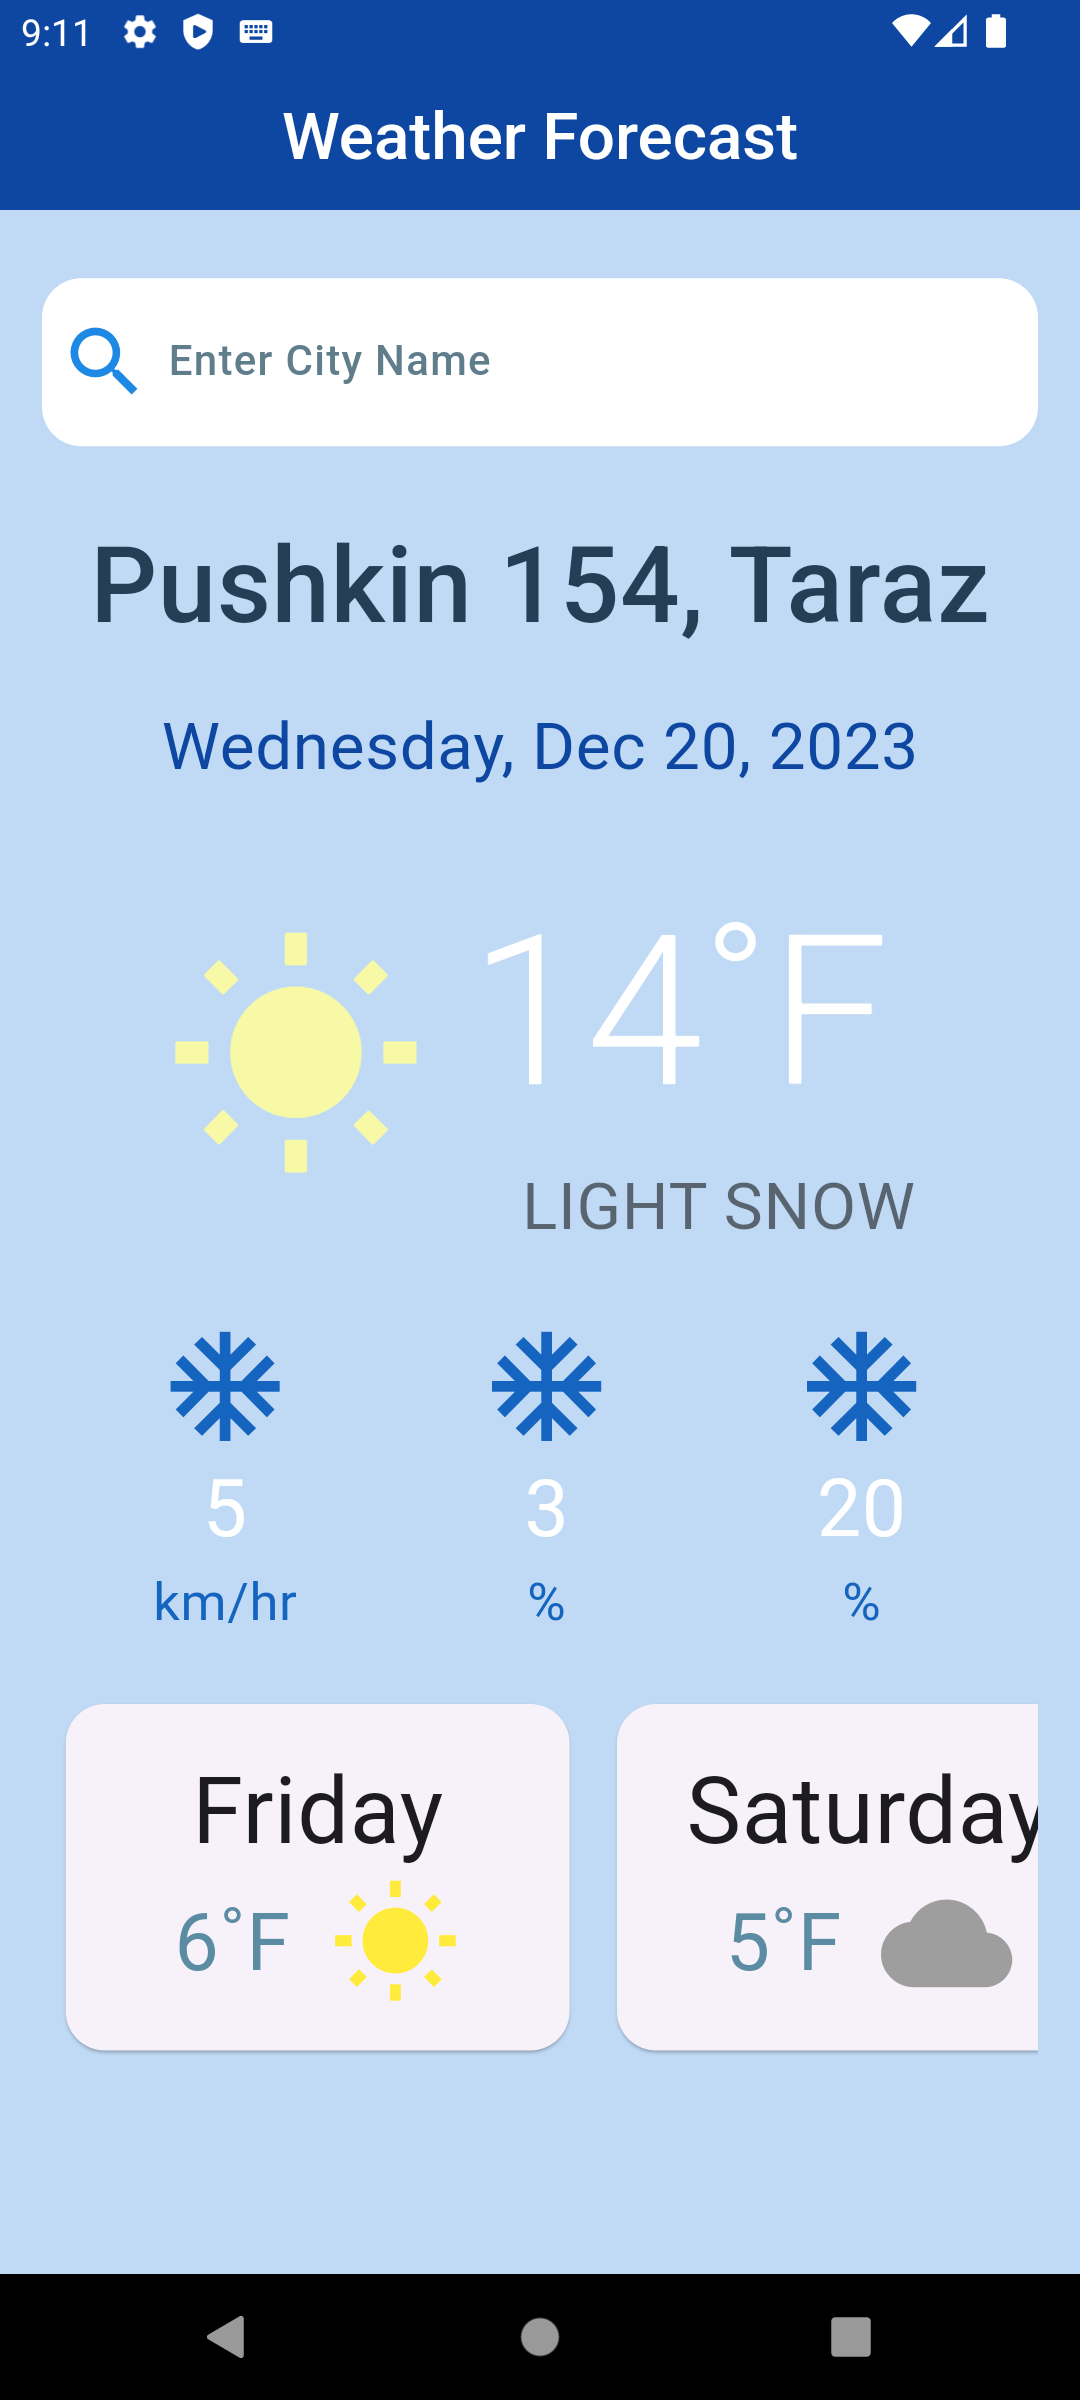 9:11
Weather Forecast
Enter City Name
Pushkin 154, Taraz
Wednesday, Dec 20, 2023
14°F
LIGHT SNOW
5 3 20
km/hr % %
Friday Saturday
6°F 5°F